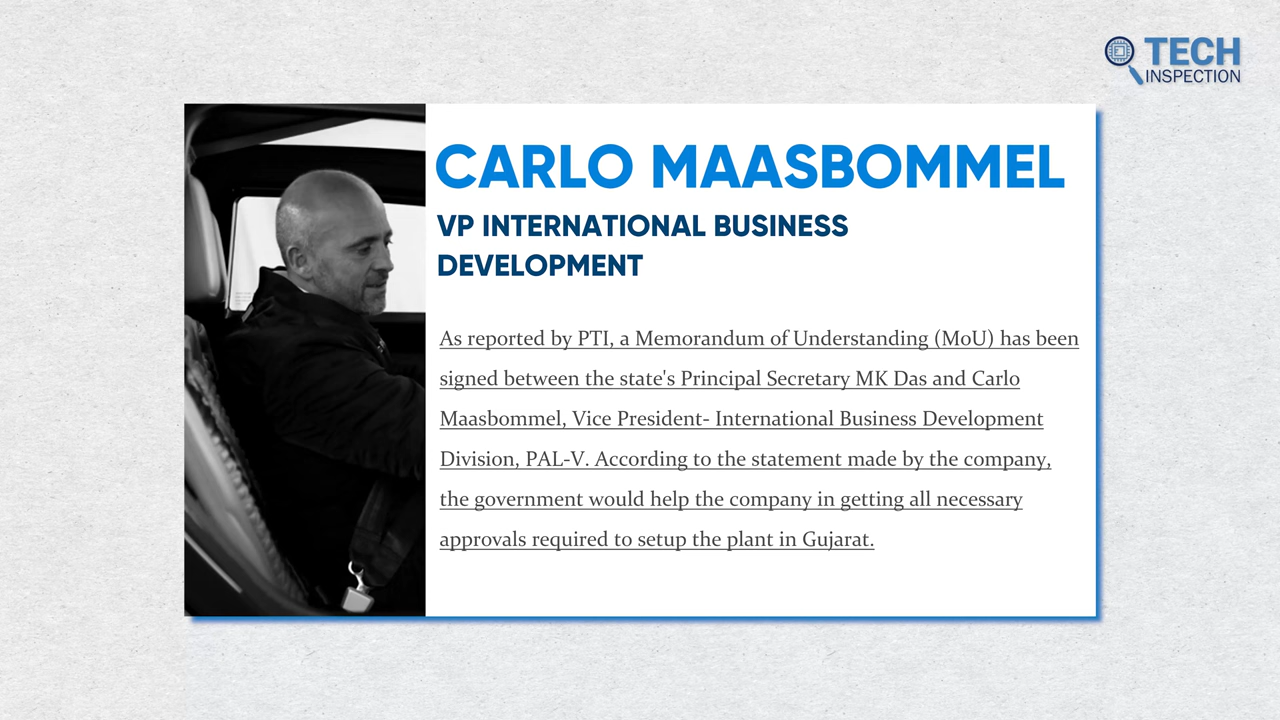 TECH
INSPECTION
CARLO MAASBOMMEL
VP INTERNATIONAL BUSINESS
DEVELOPMENT
As reported by PTI, a Memorandum of Understanding (MoU) has been
signed between the state's Principal Secretary MK Das and Carlo
Maasbommel, Vice President- International Business Development
Division, PAL-V. According to the statement made by the company,
the government would help the company in getting all necessary
approvals required to setup the plant in Gujarat.